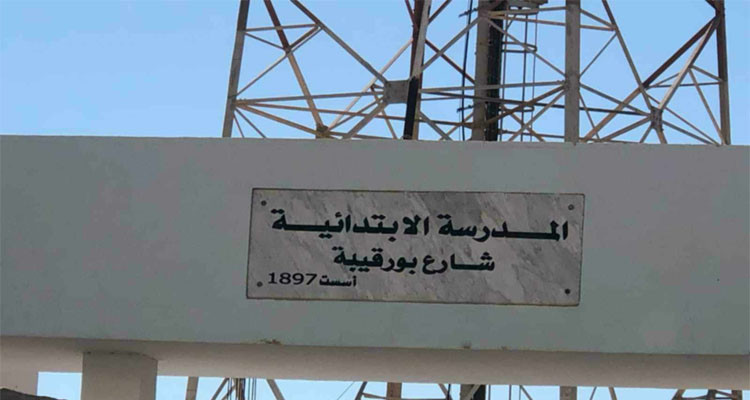 المدرسة الابتدائية
شارع بورقيبة
أسست 1897